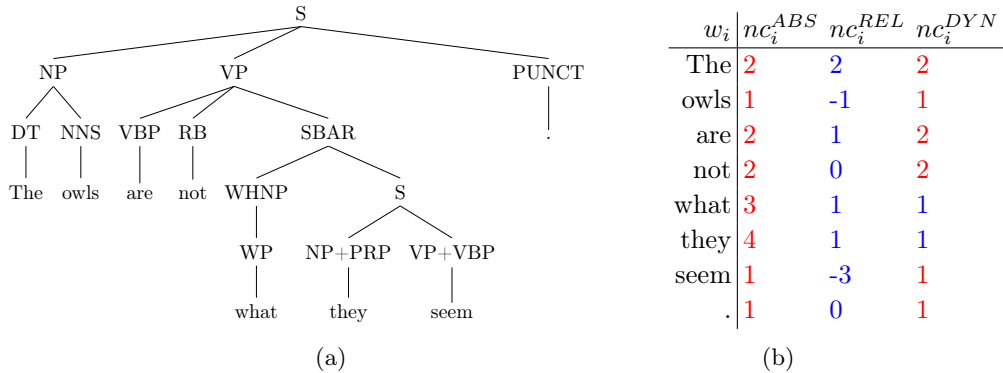 S
NP VP PUNCT
DT NNS VBP RB SBAR .
The owls are not WHNP S
WP NP+PRP VP+VBP
what they seem
(a)
w_i nc_i^{ABS} nc_i^{REL} nc_i^{DYN}
The 2 2 2
owls 1 -1 1
are 2 1 2
not 2 0 2
what 3 1 1
they 4 1 1
seem 1 -3 1
. 1 0 1
(b)